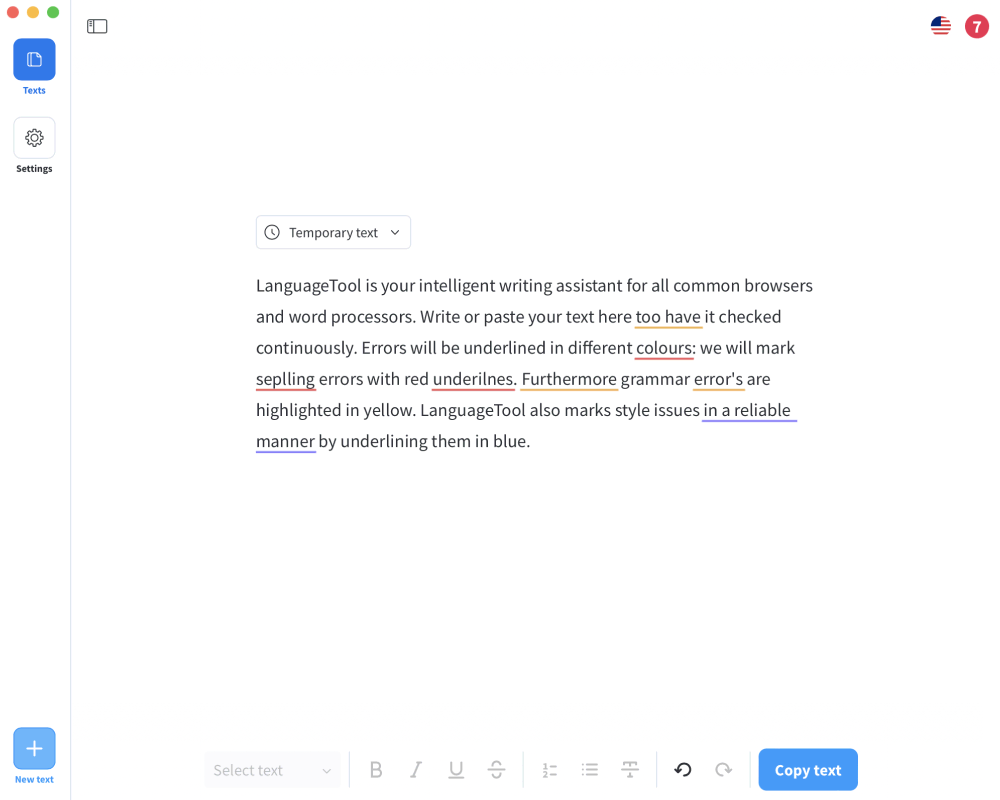 7
Texts
Settings
Temporary text
LanguageTool is your intelligent writing assistant for all common browsers
and word processors. Write or paste your text here too have it checked
continuously. Errors will be underlined in different colours: we will mark
seplling errors with red underilnes. Furthermore grammar error's are
highlighted in yellow. LanguageTool also marks style issues in a reliable
manner by underlining them in blue.
New text
Select text
Copy text